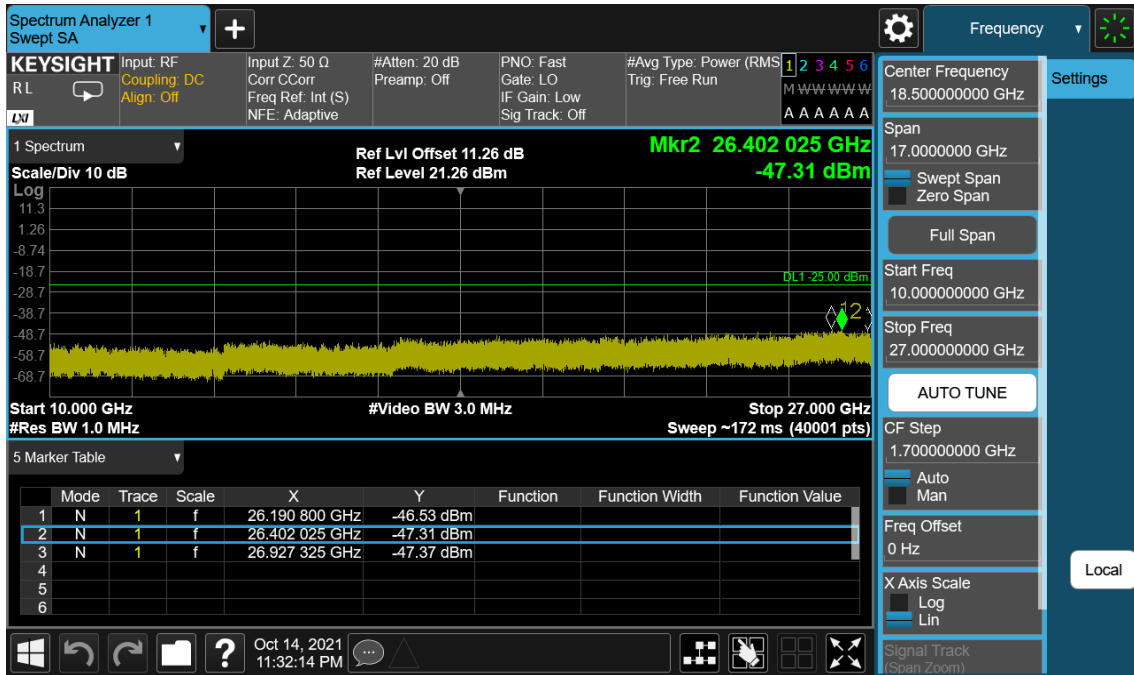 Spectrum Analyzer 1
Swept SA
Frequency
KEYSIGHT
R L
LXI
Input: RF
Coupling: DC
Align: Off
Input Z: 50 Ω
Corr CCorr
Freq Ref: Int (S)
NFE: Adaptive
#Atten: 20 dB
Preamp: Off
PNO: Fast
Gate: LO
IF Gain: Low
Sig Track: Off
#Avg Type: Power (RMS
Trig: Free Run
1 2 3 4 5 6
M W W W W W
A A A A A A
1 Spectrum
Scale/Div 10 dB
Ref Lvl Offset 11.26 dB
Ref Level 21.26 dBm
Mkr2 26.402 025 GHz
-47.31 dBm
Log
11.3
1.26
-8.74
-18.7
-28.7
-38.7
-48.7
-58.7
-68.7
DL1 -25.00 dBm
1 2
Start 10.000 GHz
#Video BW 3.0 MHz
Stop 27.000 GHz
#Res BW 1.0 MHz
Sweep ~172 ms (40001 pts)
5 Marker Table
Mode Trace Scale X Y Function Function Width Function Value
1 N 1 f 26.190 800 GHz -46.53 dBm
2 N 1 f 26.402 025 GHz -47.31 dBm
3 N 1 f 26.927 325 GHz -47.37 dBm
4
5
6
?
Oct 14, 2021
11:32:14 PM
Settings
Center Frequency
18.500000000 GHz
Span
17.0000000 GHz
Swept Span
Zero Span
Full Span
Start Freq
10.000000000 GHz
Stop Freq
27.000000000 GHz
AUTO TUNE
CF Step
1.700000000 GHz
Auto
Man
Freq Offset
0 Hz
X Axis Scale
Log
Lin
Signal Track
(Span Zoom)
Local